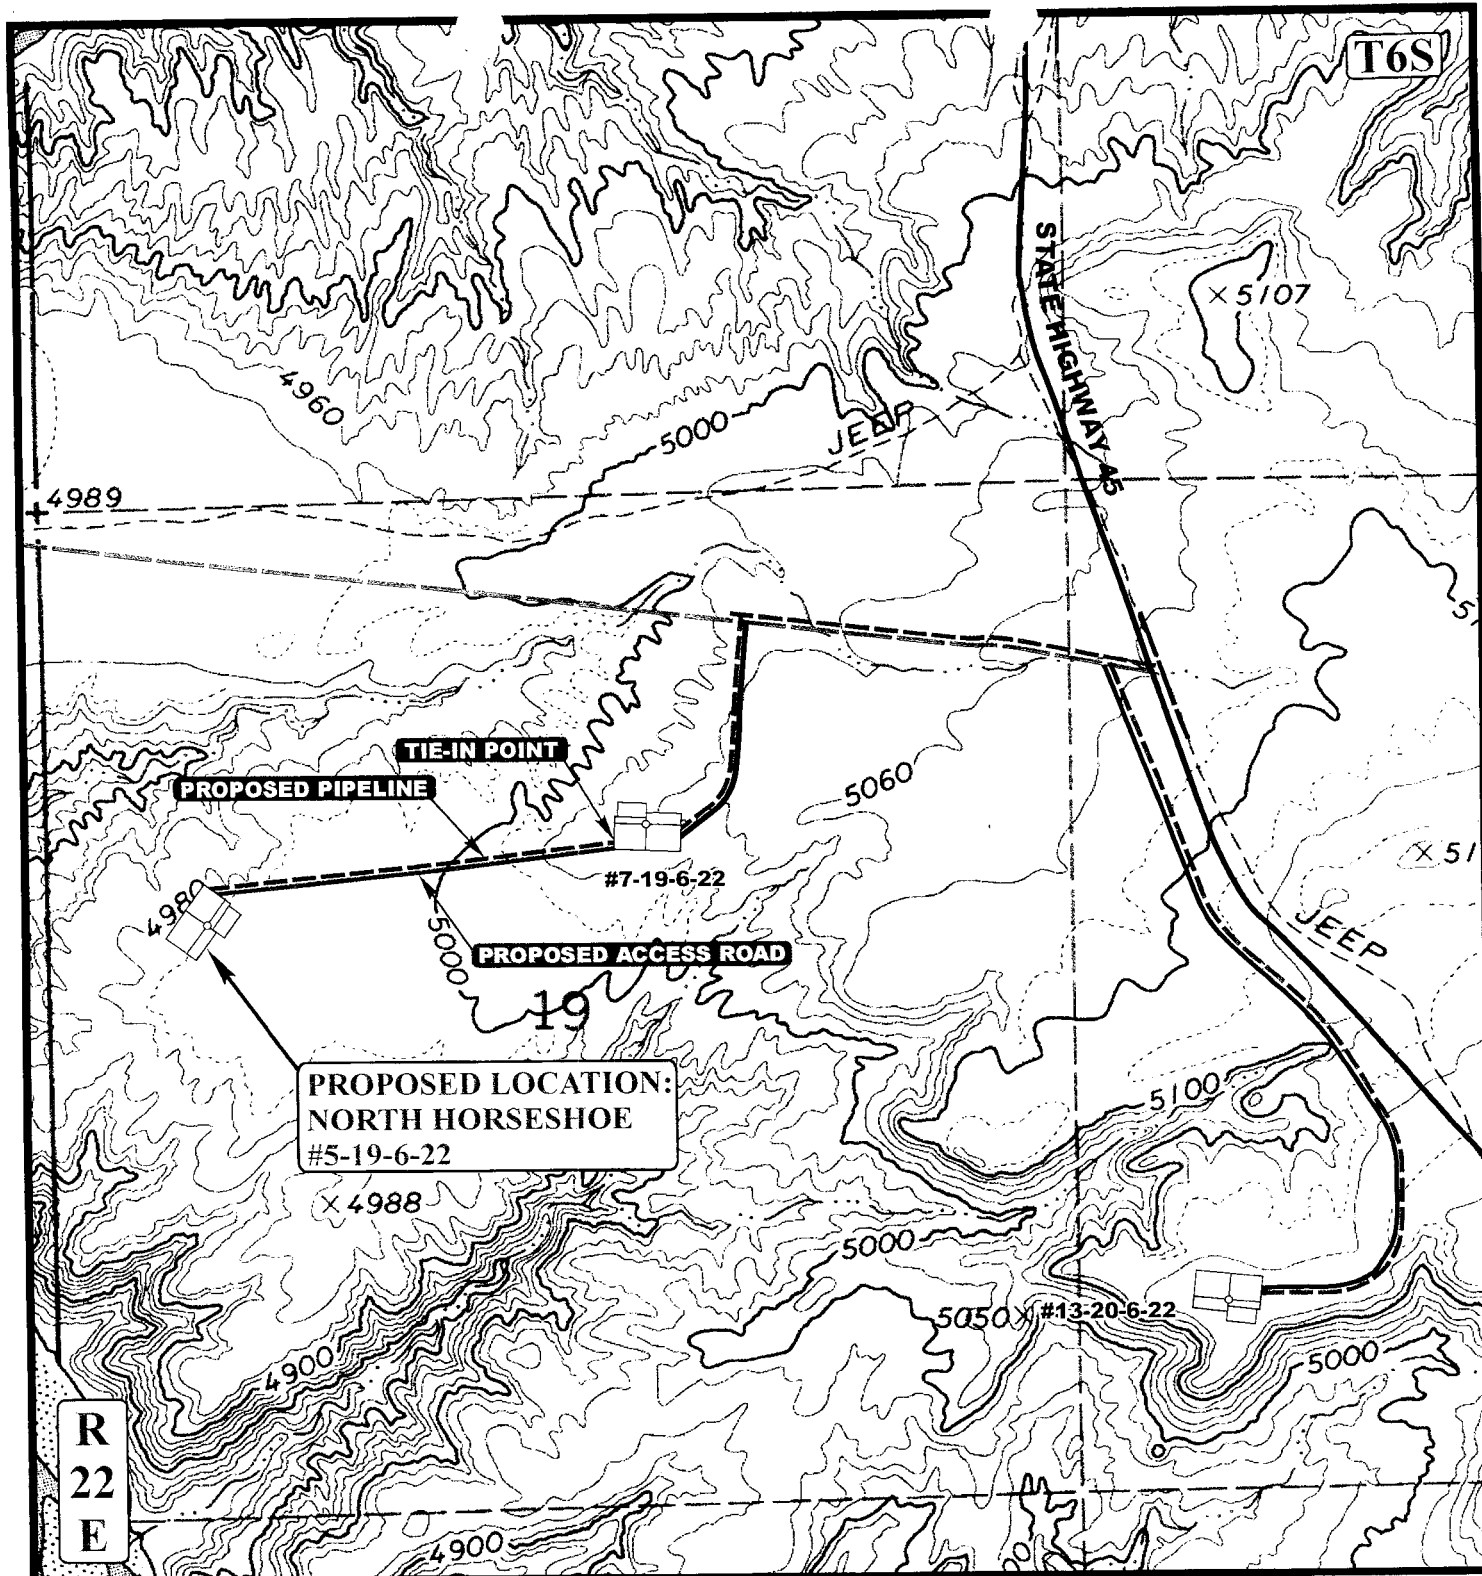 T6S
STATE HIGHWAY 45
× 5107
4960
5000
JEEP
4989
5060
TIE-IN POINT
PROPOSED PIPELINE
#7-19-6-22
4980
5000
PROPOSED ACCESS ROAD
JEEP
19
PROPOSED LOCATION:
NORTH HORSESHOE
#5-19-6-22
5100
× 4988
5000
5050× #13-20-6-22
5000
4900
R
22
E
4900